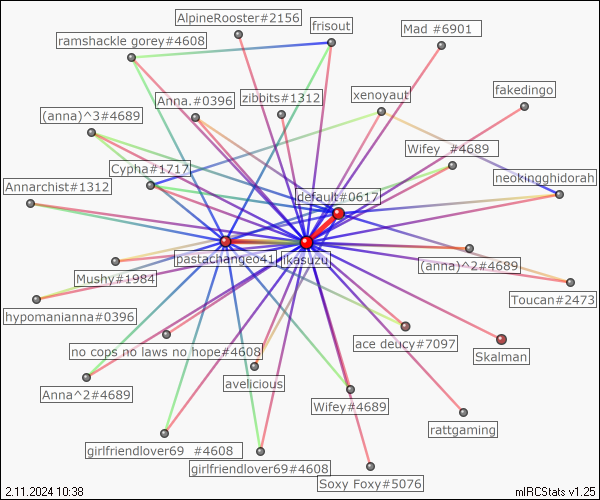 AlpineRooster#2156
frisout
Mad #6901
ramshackle gorey#4608
xenoyaut
fakedingo
Anna.#0396
zibbits#1312
(anna)^3#4689
Wifey  #4689
Cypha#1717
neokingghidorah
Annarchist#1312
default#0617
pastachangeo41
ikasuzu
(anna)^2#4689
Mushy#1984
Toucan#2473
hypomanianna#0396
no cops no laws no hope#4608
ace deucy#7097
Skalman
Anna^2#4689
avelicious
Wifey#4689
rattgaming
girlfriendlover69  #4608
girlfriendlover69#4608
Soxy Foxy#5076
2.11.2024 10:38
mIRCStats v1.25